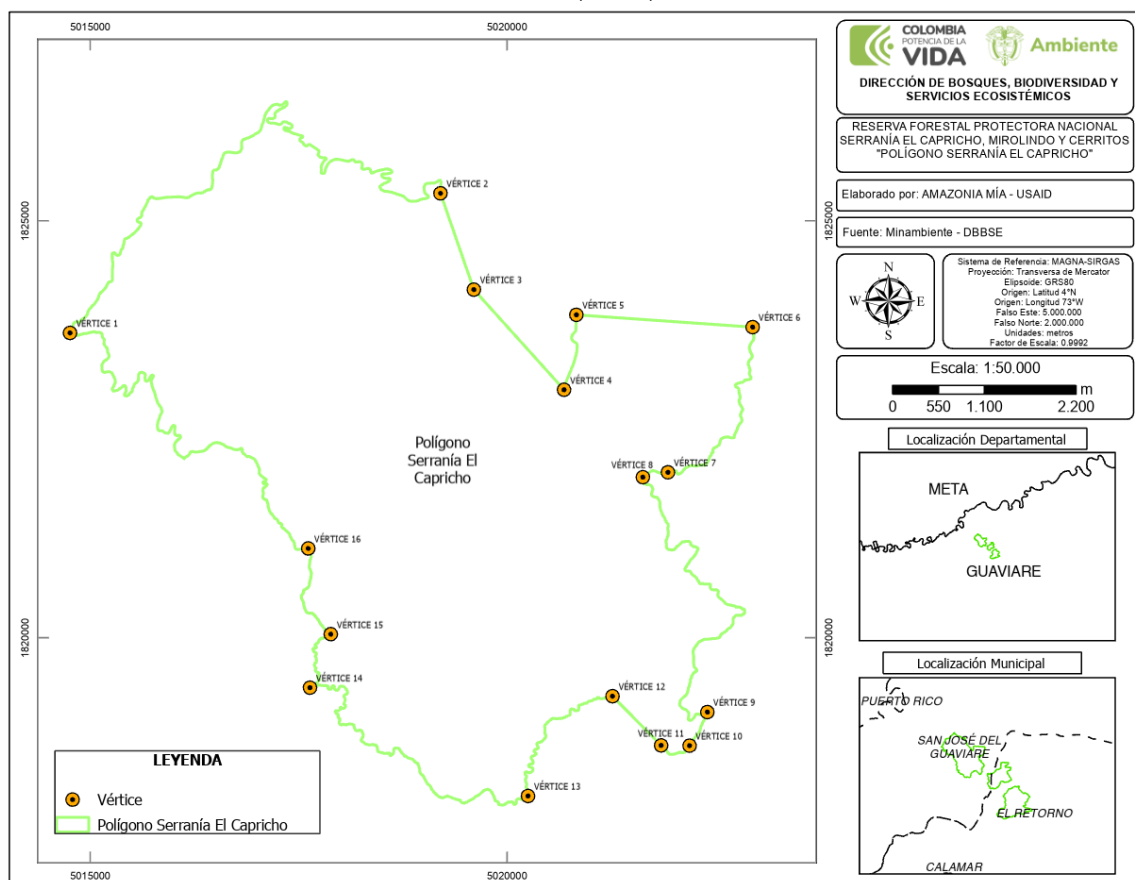 5015000
5020000
COLOMBIA
POTENCIA DE LA
VIDA
Ambiente
DIRECCIÓN DE BOSQUES, BIODIVERSIDAD Y
SERVICIOS ECOSISTÉMICOS
RESERVA FORESTAL PROTECTORA NACIONAL
SERRANÍA EL CAPRICHO, MIROLINDO Y CERRITOS
"POLÍGONO SERRANÍA EL CAPRICHO"
Elaborado por: AMAZONIA MÍA - USAID
Fuente: Minambiente - DBBSE
N
W
E
S
Sistema de Referencia: MAGNA-SIRGAS
Proyección: Transversa de Mercator
Elipsoide: GRS80
Origen: Latitud 4°N
Origen: Longitud 73°W
Falso Este: 5.000.000
Falso Norte: 2.000.000
Unidades: metros
Factor de Escala: 0.9992
Escala: 1:50.000
m
0 550 1.100 2.200
Localización Departamental
META
GUAVIARE
Localización Municipal
PUERTO RICO
SAN JOSÉ DEL
GUAVIARE
EL RETORNO
CALAMAR
1825000
1825000
1820000
1820000
VÉRTICE 2
VÉRTICE 3
VÉRTICE 5
VÉRTICE 6
VÉRTICE 1
VÉRTICE 4
Polígono
Serranía El
Capricho
VÉRTICE 8
VÉRTICE 7
VÉRTICE 16
VÉRTICE 15
VÉRTICE 14
VÉRTICE 12
VÉRTICE 9
VÉRTICE 11
VÉRTICE 10
VÉRTICE 13
LEYENDA
Vértice
Polígono Serranía El Capricho
5015000
5020000